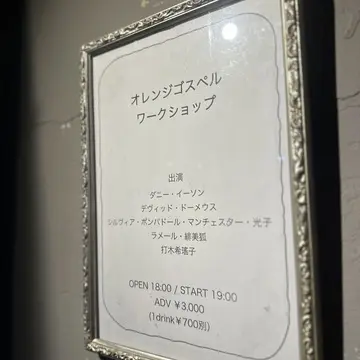 オレンジゴスペル
ワークショップ
出演
ダニー・イーソン
デヴィッド・ドーメウス
シルヴィア・ポンパドール・マンチェスター・光子
ラメール・緋美狐
打木希瑤子
OPEN 18:00 / START 19:00
ADV ¥3,000
(1drink¥700別)